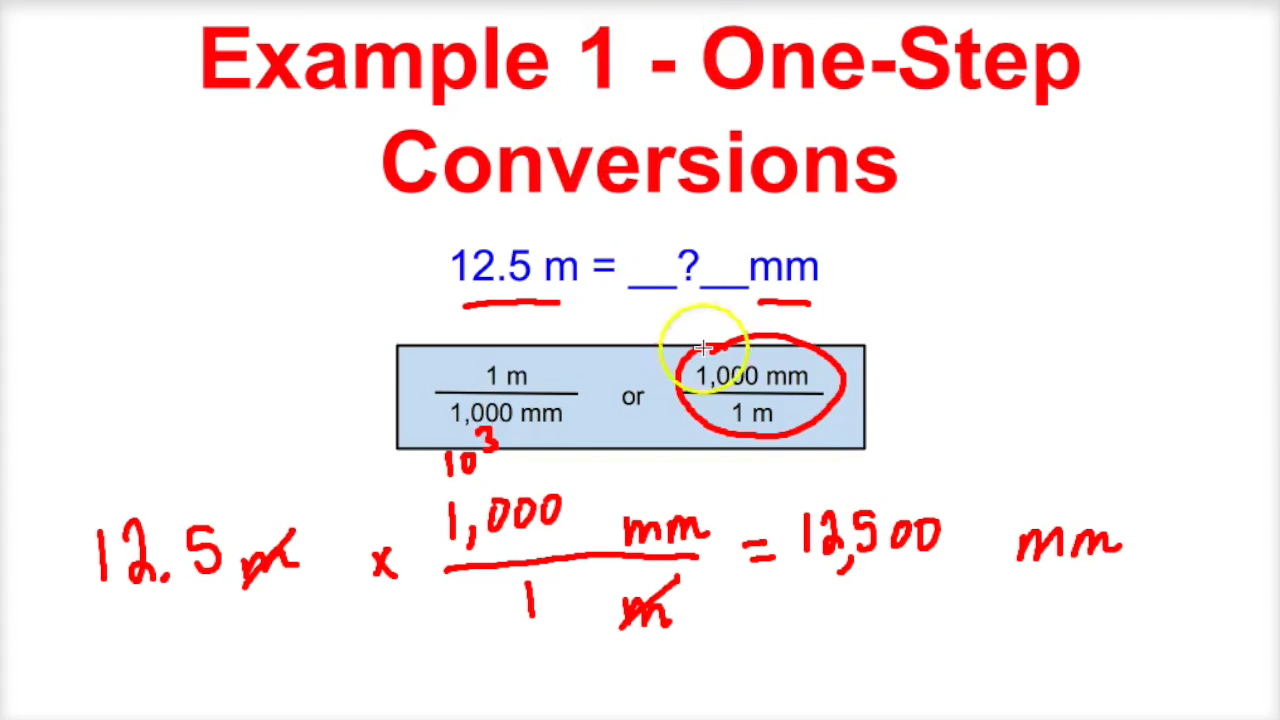 Example 1 - One-Step
Conversions
12.5 m = __?__mm
1 m
1,000 mm
or
1,000 mm
1 m
10³
12.5 m x 1,000 mm = 12,500 mm
1 m